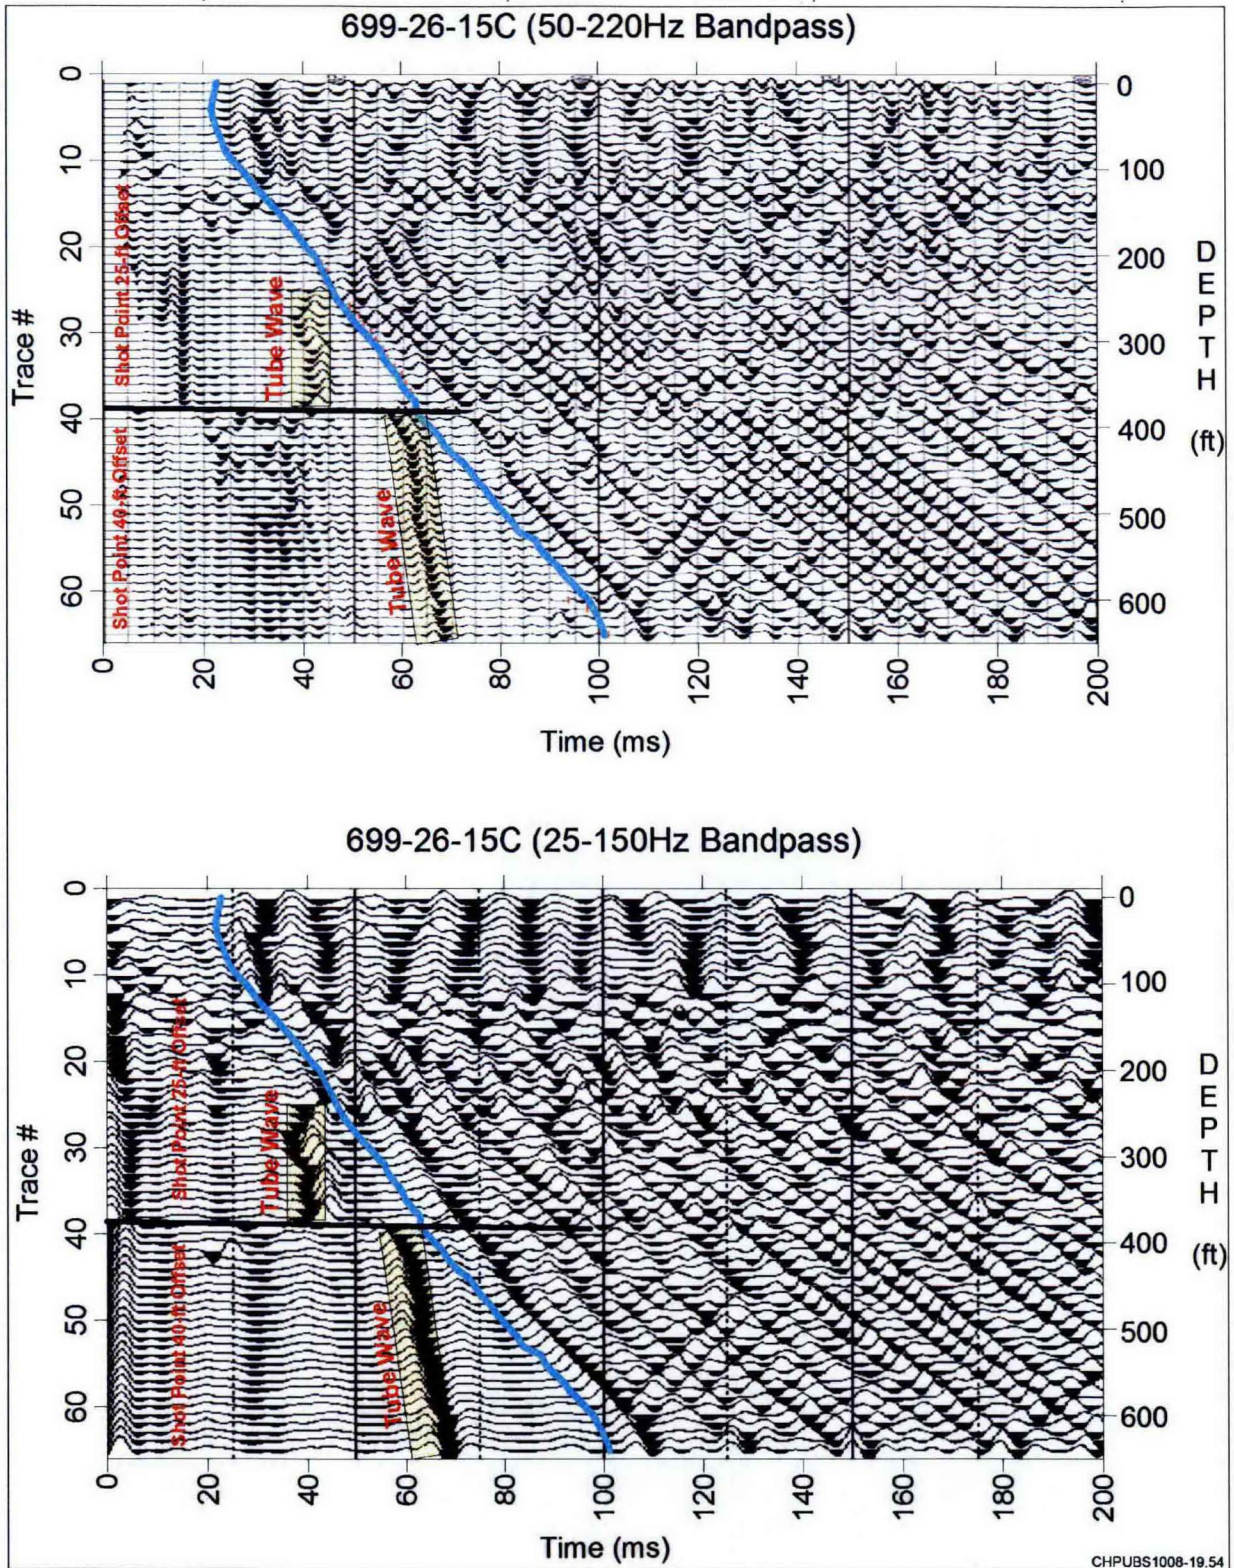 699-26-15C (50-220Hz Bandpass)
0
10
20
30
40
50
60
Trace #
Shot Point 25-ft Offset
Shot Point 40-ft Offset
Tube Wave
Tube Wave
0
100
200
300
400
500
600
D
E
P
T
H
(ft)
0
20
40
60
80
100
120
140
160
180
200
Time (ms)
699-26-15C (25-150Hz Bandpass)
0
10
20
30
40
50
60
Trace #
Shot Point 25-ft Offset
Shot Point 40-ft Offset
Tube Wave
Tube Wave
0
100
200
300
400
500
600
D
E
P
T
H
(ft)
0
20
40
60
80
100
120
140
160
180
200
Time (ms)
CHPUBS1008-19.54